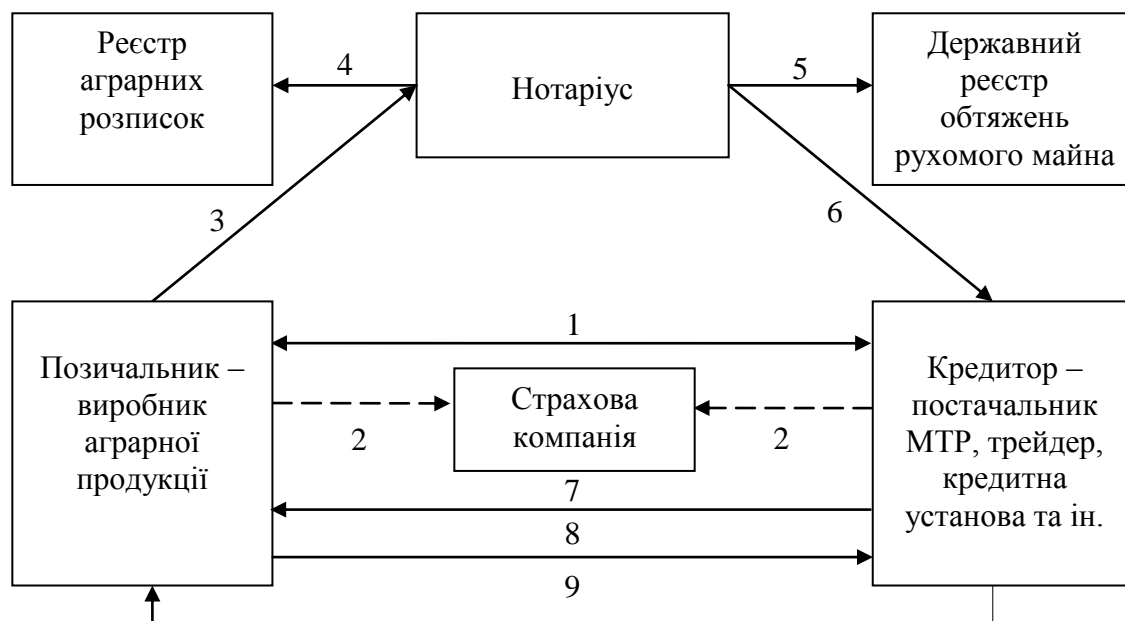 Реєстр
аграрних
розписок
4
Нотаріус
5
Державний
реєстр
обтяжень
рухомого майна
3
6
Позичальник –
виробник
аграрної
продукції
1
2
Страхова
компанія
2
7
8
9
Кредитор –
постачальник
МТР, трейдер,
кредитна
установа та ін.